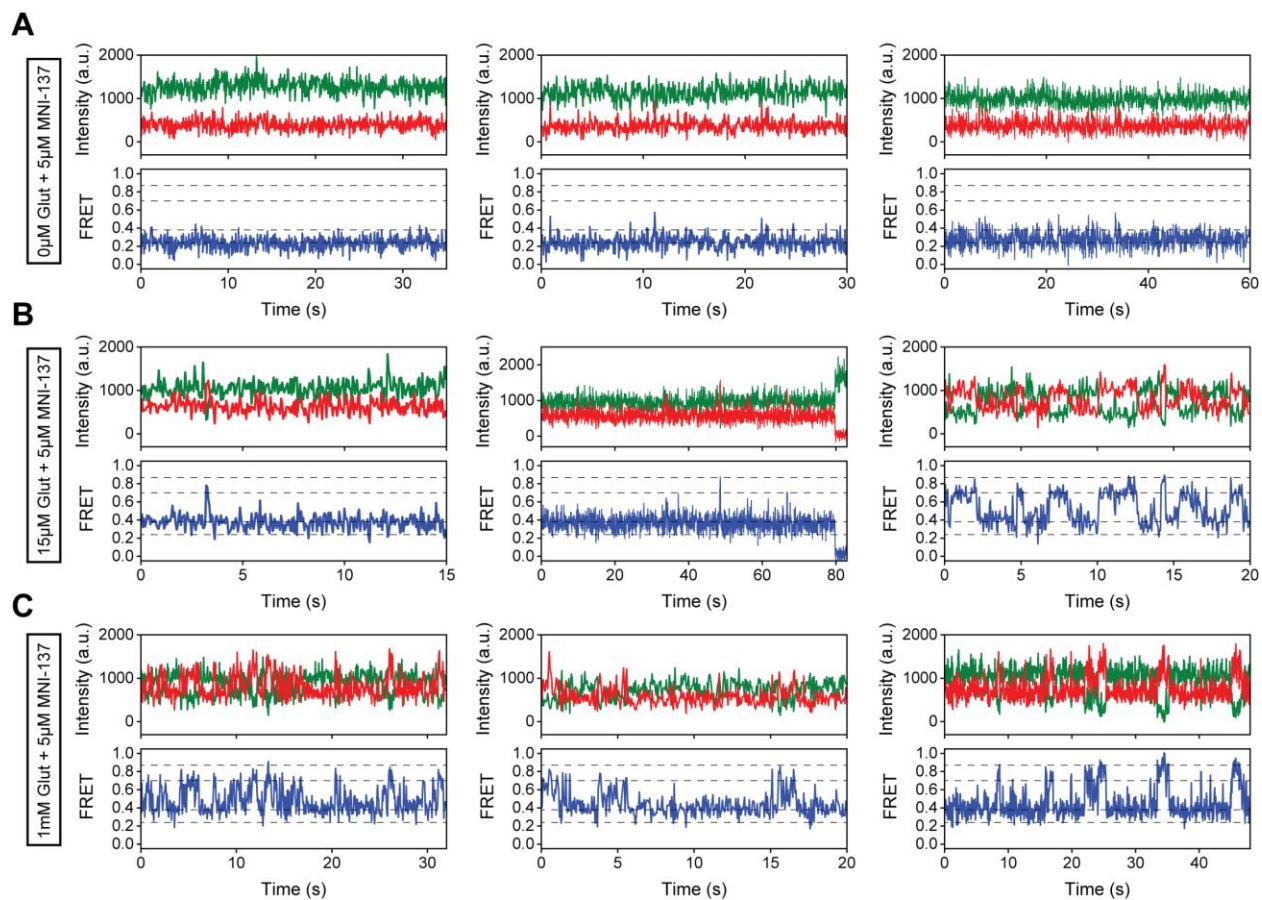 A
0µM Glut + 5µM MNI-137
Intensity (a.u.)
2000
1000
0
Intensity (a.u.)
2000
1000
0
Intensity (a.u.)
2000
1000
0
FRET
1.0
0.8
0.6
0.4
0.2
0.0
FRET
1.0
0.8
0.6
0.4
0.2
0.0
FRET
1.0
0.8
0.6
0.4
0.2
0.0
0 10 20 30
0 10 20 30
0 20 40 60
Time (s)
Time (s)
Time (s)
B
15µM Glut + 5µM MNI-137
Intensity (a.u.)
2000
1000
0
Intensity (a.u.)
2000
1000
0
Intensity (a.u.)
2000
1000
0
FRET
1.0
0.8
0.6
0.4
0.2
0.0
FRET
1.0
0.8
0.6
0.4
0.2
0.0
FRET
1.0
0.8
0.6
0.4
0.2
0.0
0 5 10 15
0 20 40 60 80
0 5 10 15 20
Time (s)
Time (s)
Time (s)
C
1mM Glut + 5µM MNI-137
Intensity (a.u.)
2000
1000
0
Intensity (a.u.)
2000
1000
0
Intensity (a.u.)
2000
1000
0
FRET
1.0
0.8
0.6
0.4
0.2
0.0
FRET
1.0
0.8
0.6
0.4
0.2
0.0
FRET
1.0
0.8
0.6
0.4
0.2
0.0
0 10 20 30
0 5 10 15 20
0 10 20 30 40
Time (s)
Time (s)
Time (s)